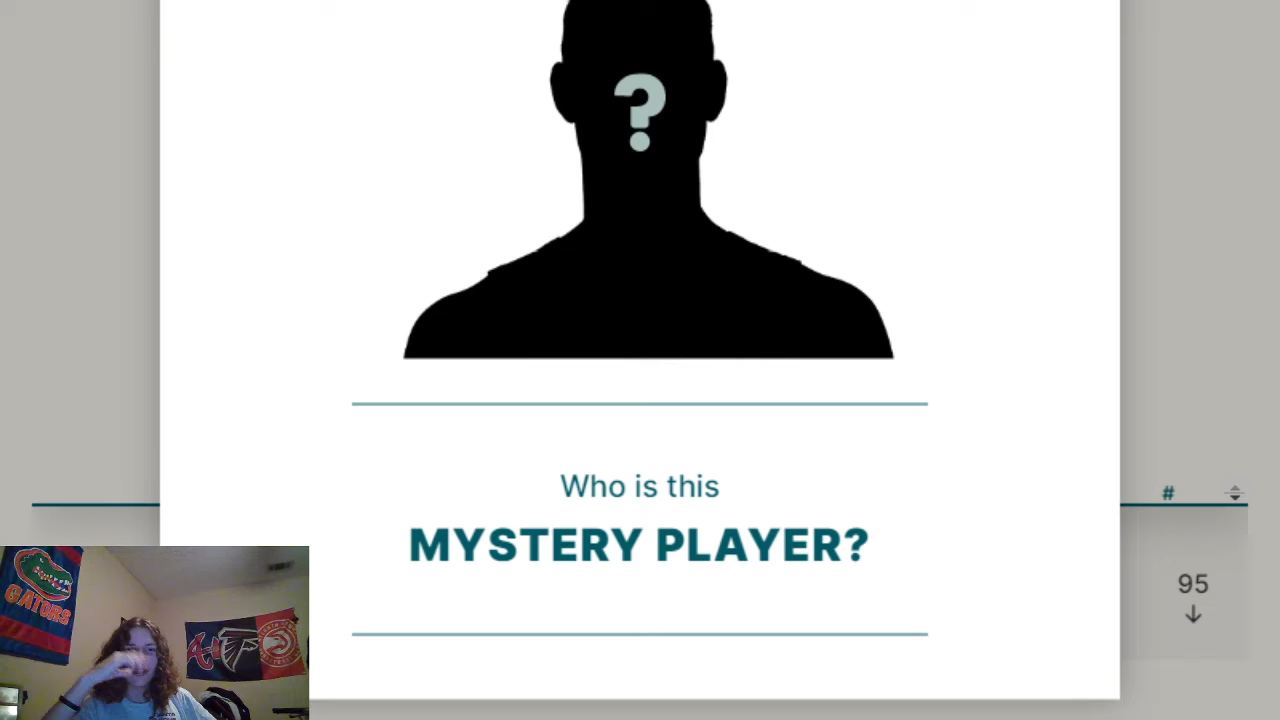 ?
Who is this
MYSTERY PLAYER?
#
95
↓
GATORS